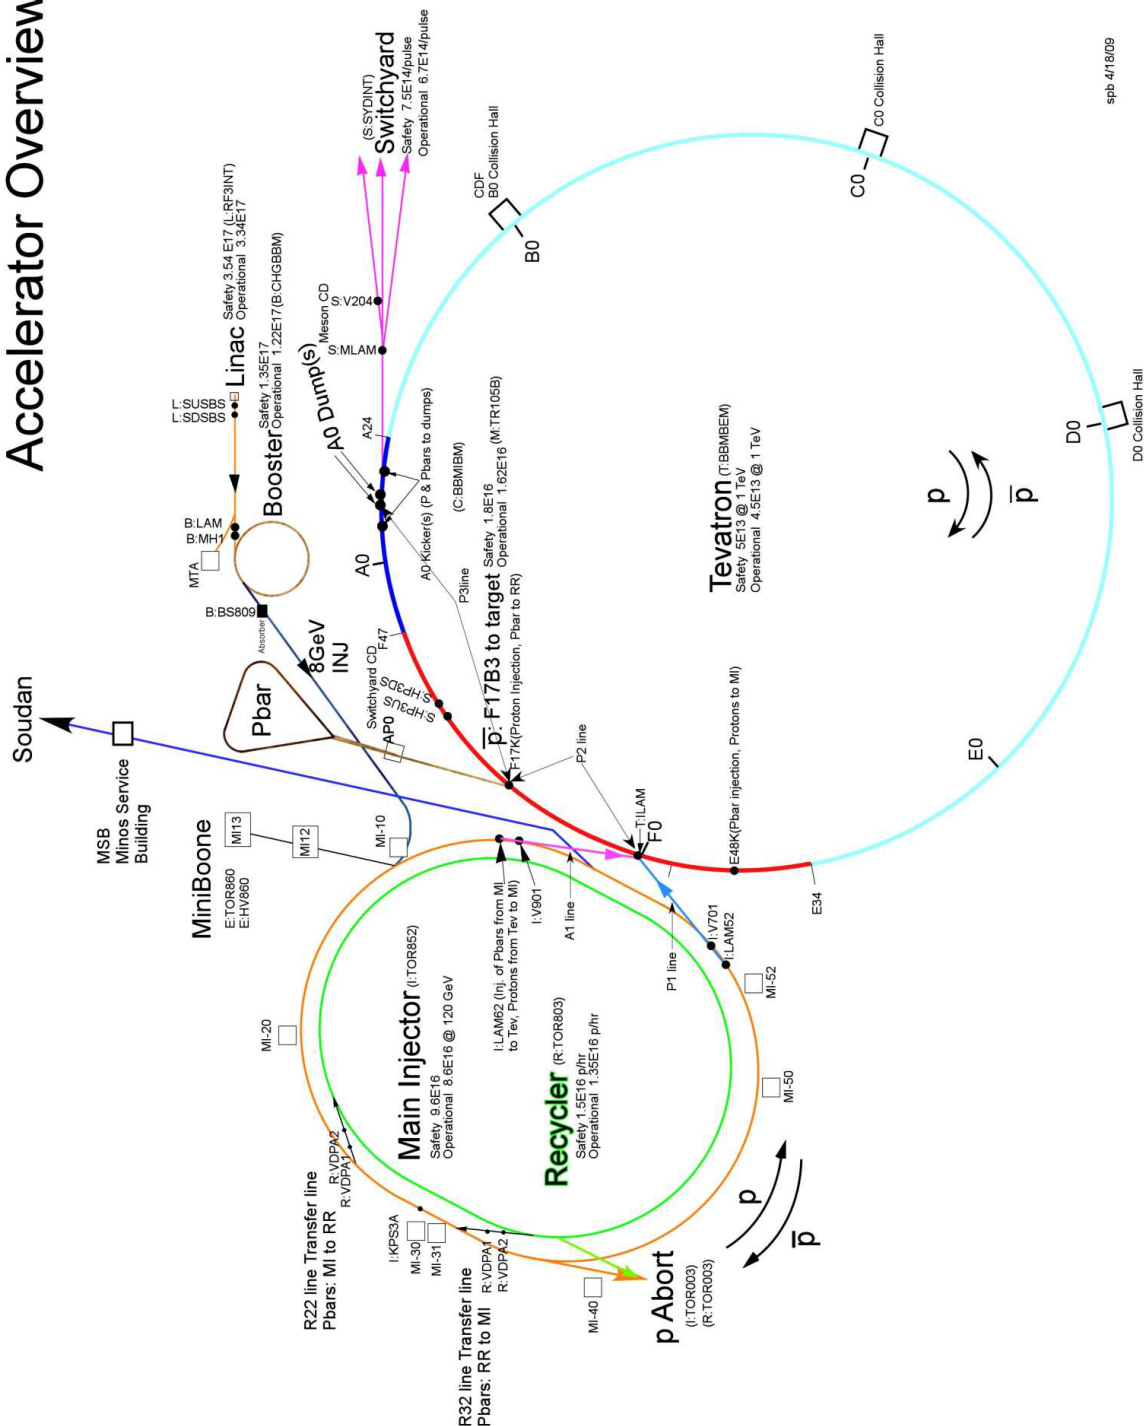 Accelerator Overview
Soudan
MSB
Minos Service
Building
MiniBoone
E:TOR860
E:HV860
MI13
MI12
MI-10
Pbar
AP0
Switchyard CD
8GeV
INJ
B:BS809
Absorber
MTA
B:LAM
B:MH1
L:SUSBS
L:SDSBS
Linac
Safety 3.54 E17 (L:RF3INT)
Operational 3.34E17
Booster
Safety 1.35E17
Operational 1.22E17(B:CHGBBM)
(S:SYDINT)
Switchyard
Safety 7.5E14/pulse
Operational 6.7E14/pulse
S:V204
Meson CD
S:MLAM
A0 Dump(s)
A24
A0 Kicker(s) (P & Pbars to dumps)
(C:BBMIBM)
A0
P3line
F47
S:HP3DS
S:HP3US
p̅: F17B3 to target
Safety 1.8E16
Operational 1.62E16 (M:TR105B)
F17K(Proton Injection, Pbar to RR)
P2 line
T:LAM
F0
E48K(Pbar injection, Protons to MI)
E34
CDF
B0 Collision Hall
B0
C0 Collision Hall
C0
D0
D0 Collision Hall
E0
Tevatron (T:BBMBEM)
Safety 5E13 @ 1 TeV
Operational 4.5E13 @ 1 TeV
p
p̅
MI-20
R22 line Transfer line
Pbars: MI to RR
R:VDPA2
R:VDPA1
Main Injector (I:TOR852)
Safety 9.6E16
Operational 8.6E16 @ 120 GeV
I:LAM62 (Inj. of Pbars from MI
to Tev, Protons from Tev to MI)
I:V901
A1 line
P1 line
I:V701
I:LAM52
MI-52
MI-50
I:KPS3A
MI-30
MI-31
R32 line Transfer line
Pbars: RR to MI
R:VDPA1
R:VDPA2
Recycler (R:TOR803)
Safety 1.5E16 p/hr
Operational 1.35E16 p/hr
MI-40
p Abort
(I:TOR003)
(R:TOR003)
p
p̅
spb 4/18/09